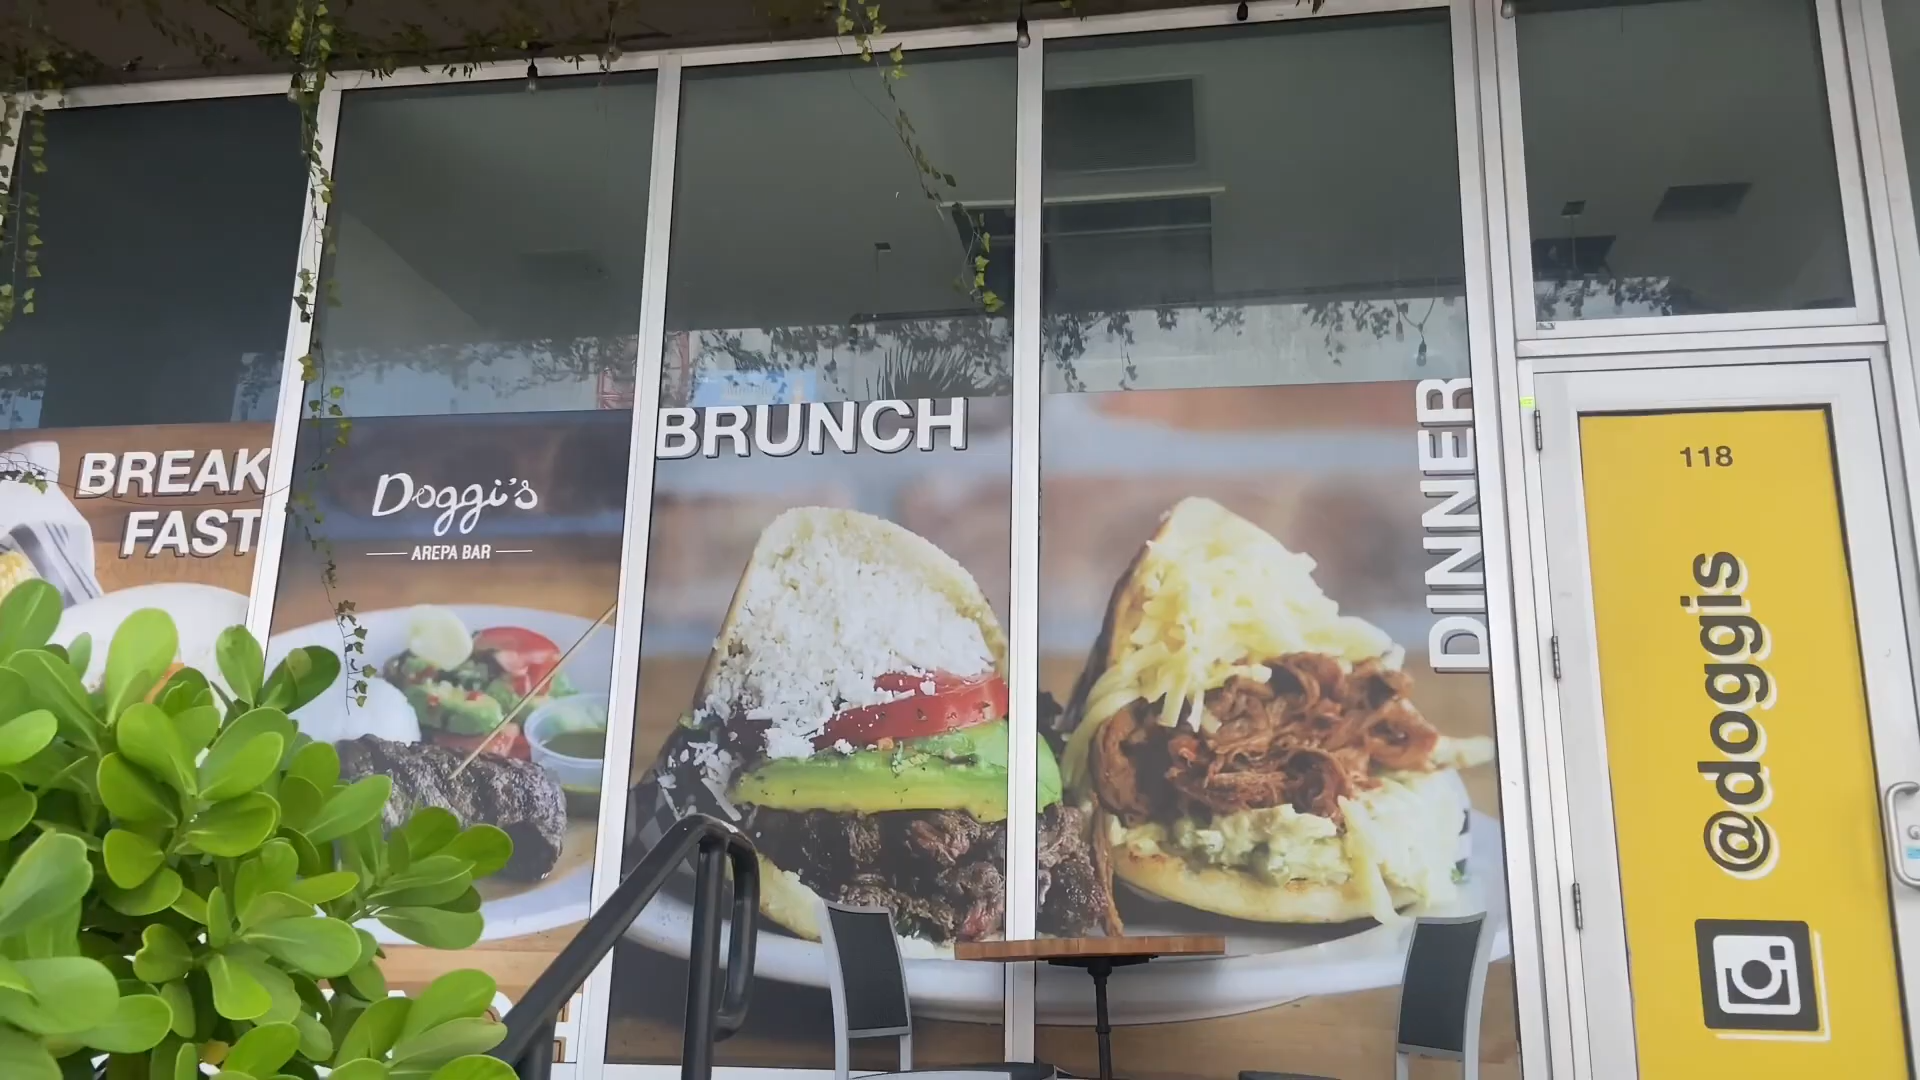 BREAK
FAST
Doggi's
AREPA BAR
BRUNCH
DINNER
118
@doggis